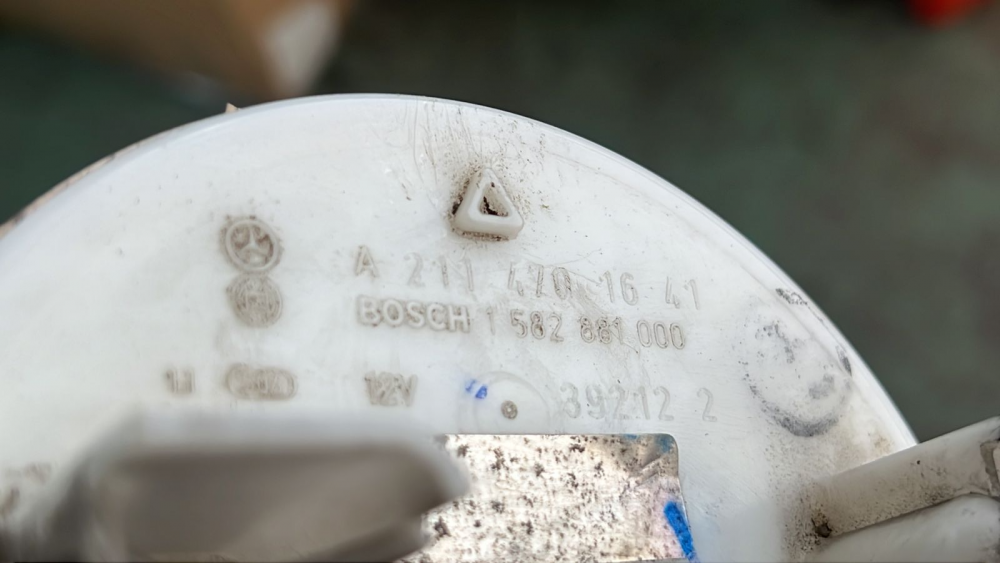 A 211 470 16 41
BOSCH 1 582 881 000
12V 39212 2